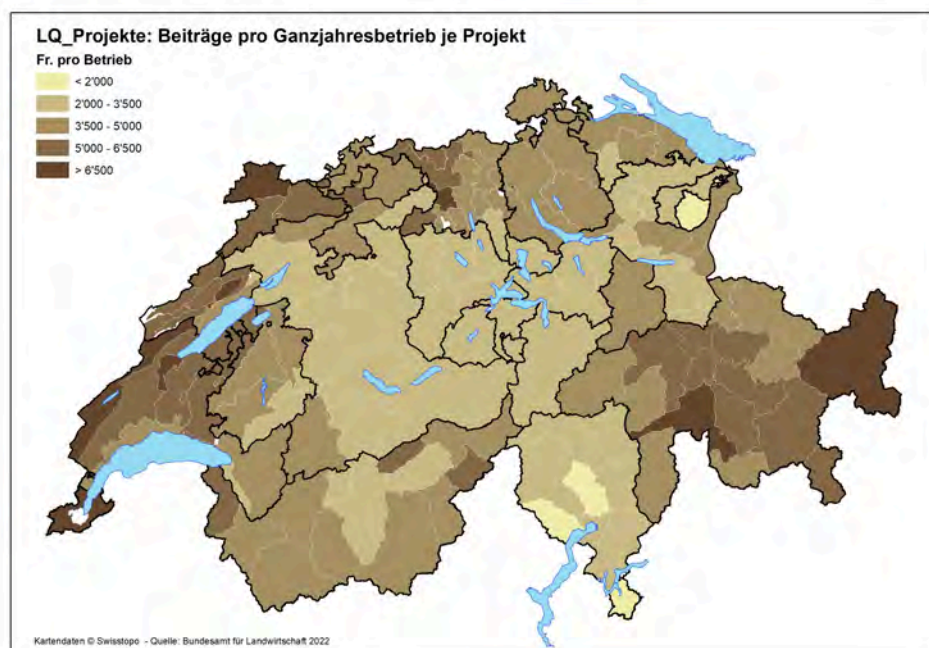 LQ_Projekte: Beiträge pro Ganzjahresbetrieb je Projekt
Fr. pro Betrieb
< 2'000
2'000 - 3'500
3'500 - 5'000
5'000 - 6'500
> 6'500
Kartendaten © Swisstopo - Quelle: Bundesamt für Landwirtschaft 2022